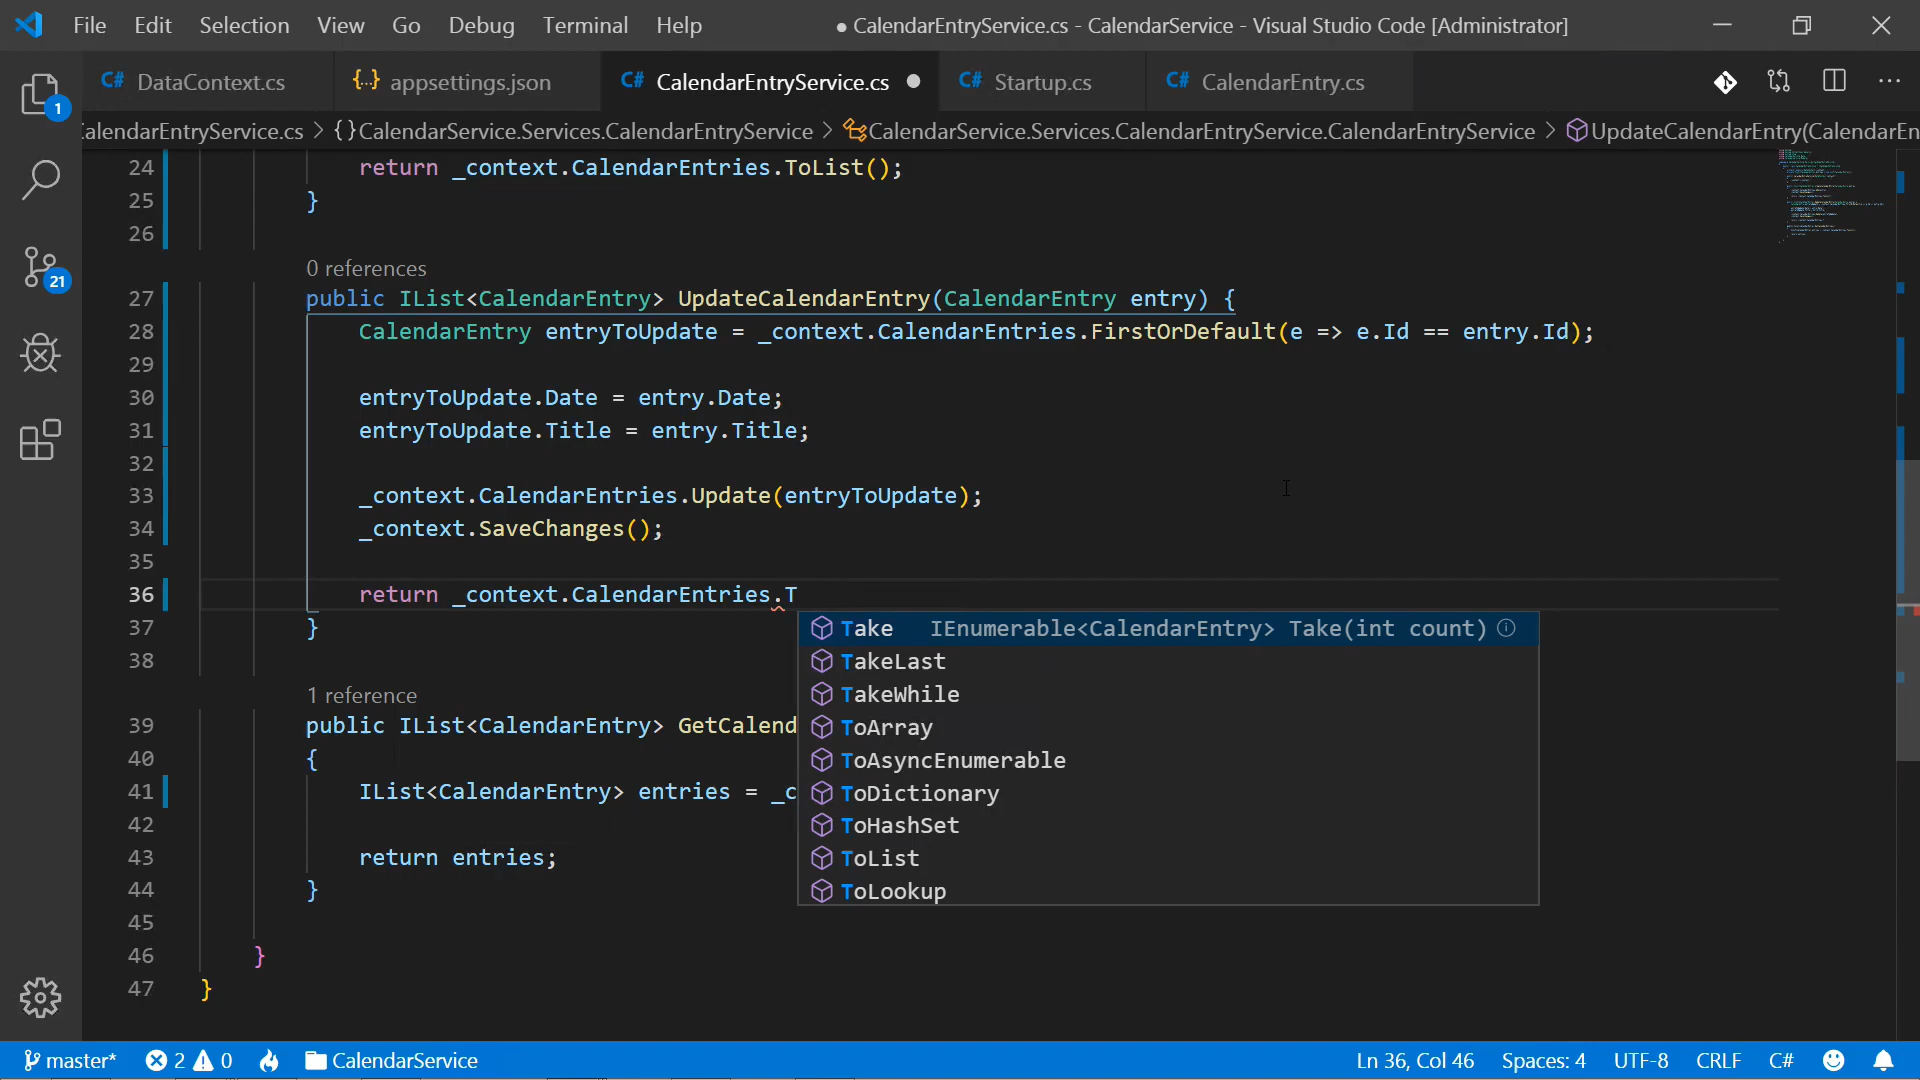 File Edit Selection View Go Debug Terminal Help ● CalendarEntryService.cs - CalendarService - Visual Studio Code [Administrator]
1
21
C# DataContext.cs {..} appsettings.json C# CalendarEntryService.cs ● C# Startup.cs C# CalendarEntry.cs ...
alendarEntryService.cs > {} CalendarService.Services.CalendarEntryService > CalendarService.Services.CalendarEntryService.CalendarEntryService > UpdateCalendarEntry(CalendarEn
24 return _context.CalendarEntries.ToList();
25 }
26
0 references
27 public IList<CalendarEntry> UpdateCalendarEntry(CalendarEntry entry) {
28 CalendarEntry entryToUpdate = _context.CalendarEntries.FirstOrDefault(e => e.Id == entry.Id);
29
30 entryToUpdate.Date = entry.Date;
31 entryToUpdate.Title = entry.Title;
32
33 _context.CalendarEntries.Update(entryToUpdate);
34 _context.SaveChanges();
35
36 return _context.CalendarEntries.T
37 }
38
Take IEnumerable<CalendarEntry> Take(int count)
TakeLast
TakeWhile
ToArray
ToAsyncEnumerable
ToDictionary
ToHashSet
ToList
ToLookup
1 reference
39 public IList<CalendarEntry> GetCalend
40 {
41 IList<CalendarEntry> entries = _c
42
43 return entries;
44 }
45
46 }
47 }
master* 2 0 CalendarService Ln 36, Col 46 Spaces: 4 UTF-8 CRLF C#